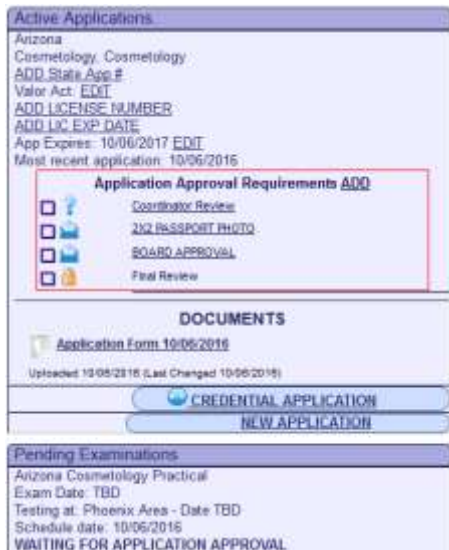 Active Applications
Arizona
Cosmetology, Cosmetology
ADD State App #
Valor Act: EDIT
ADD LICENSE NUMBER
ADD LIC EXP DATE
App Expires: 10/06/2017 EDIT
Most recent application: 10/06/2016
Application Approval Requirements ADD
Coordinator Review
2X2 PASSPORT PHOTO
BOARD APPROVAL
Final Review
DOCUMENTS
Application Form 10/06/2016
Uploaded 10/06/2016 (Last Changed 10/06/2016)
CREDENTIAL APPLICATION
NEW APPLICATION
Pending Examinations
Arizona Cosmetology Practical
Exam Date: TBD
Testing at: Phoenix Area - Date TBD
Schedule date: 10/06/2016
WAITING FOR APPLICATION APPROVAL